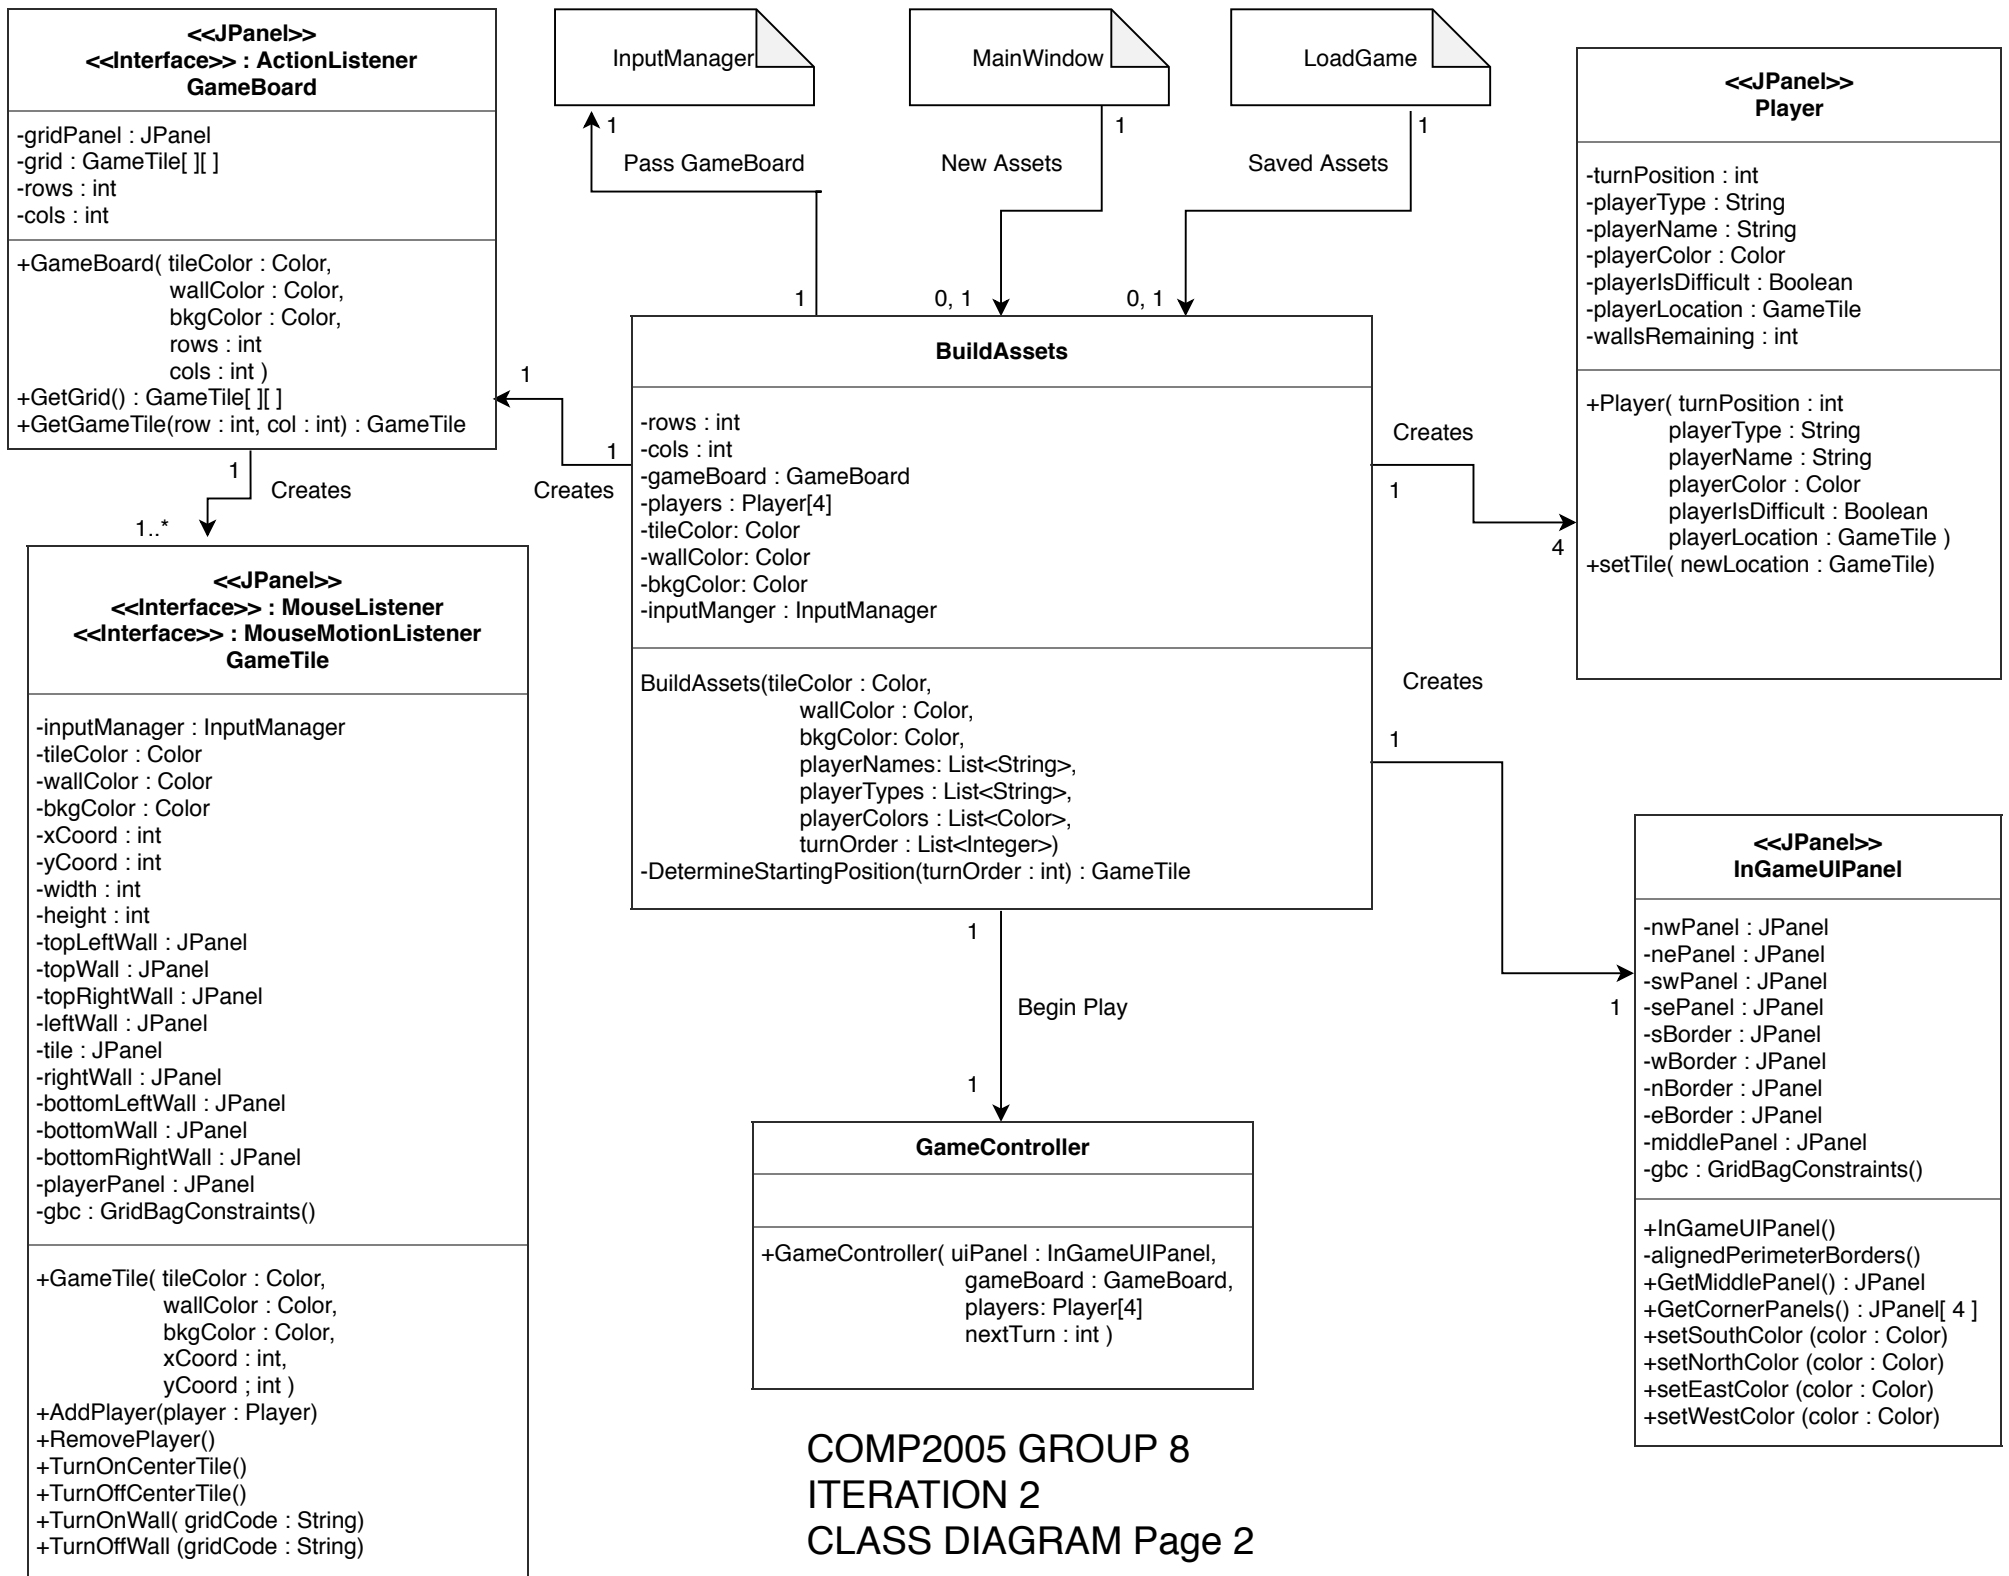 <<JPanel>>
<<Interface>> : ActionListener
GameBoard
-gridPanel : JPanel
-grid : GameTile[ ][ ]
-rows : int
-cols : int
+GameBoard( tileColor : Color,
wallColor : Color,
bkgColor : Color,
rows : int
cols : int )
+GetGrid() : GameTile[ ][ ]
+GetGameTile(row : int, col : int) : GameTile
InputManager
MainWindow
LoadGame
1
Pass GameBoard
1
1
New Assets
0, 1
1
Saved Assets
0, 1
<<JPanel>>
Player
-turnPosition : int
-playerType : String
-playerName : String
-playerColor : Color
-playerIsDifficult : Boolean
-playerLocation : GameTile
-wallsRemaining : int
+Player( turnPosition : int
playerType : String
playerName : String
playerColor : Color
playerIsDifficult : Boolean
playerLocation : GameTile )
+setTile( newLocation : GameTile)
1
1
Creates
1
Creates
1..*
BuildAssets
-rows : int
-cols : int
-gameBoard : GameBoard
-players : Player[4]
-tileColor: Color
-wallColor: Color
-bkgColor: Color
-inputManger : InputManager
BuildAssets(tileColor : Color,
wallColor : Color,
bkgColor: Color,
playerNames: List<String>,
playerTypes : List<String>,
playerColors : List<Color>,
turnOrder : List<Integer>)
-DetermineStartingPosition(turnOrder : int) : GameTile
Creates
1
4
Creates
1
1
<<JPanel>>
<<Interface>> : MouseListener
<<Interface>> : MouseMotionListener
GameTile
-inputManager : InputManager
-tileColor : Color
-wallColor : Color
-bkgColor : Color
-xCoord : int
-yCoord : int
-width : int
-height : int
-topLeftWall : JPanel
-topWall : JPanel
-topRightWall : JPanel
-leftWall : JPanel
-tile : JPanel
-rightWall : JPanel
-bottomLeftWall : JPanel
-bottomWall : JPanel
-bottomRightWall : JPanel
-playerPanel : JPanel
-gbc : GridBagConstraints()
+GameTile( tileColor : Color,
wallColor : Color,
bkgColor : Color,
xCoord : int,
yCoord ; int )
+AddPlayer(player : Player)
+RemovePlayer()
+TurnOnCenterTile()
+TurnOffCenterTile()
+TurnOnWall( gridCode : String)
+TurnOffWall (gridCode : String)
1
Begin Play
1
GameController
+GameController( uiPanel : InGameUIPanel,
gameBoard : GameBoard,
players: Player[4]
nextTurn : int )
<<JPanel>>
InGameUIPanel
-nwPanel : JPanel
-nePanel : JPanel
-swPanel : JPanel
-sePanel : JPanel
-sBorder : JPanel
-wBorder : JPanel
-nBorder : JPanel
-eBorder : JPanel
-middlePanel : JPanel
-gbc : GridBagConstraints()
+InGameUIPanel()
-alignedPerimeterBorders()
+GetMiddlePanel() : JPanel
+GetCornerPanels() : JPanel[ 4 ]
+setSouthColor (color : Color)
+setNorthColor (color : Color)
+setEastColor (color : Color)
+setWestColor (color : Color)
COMP2005 GROUP 8
ITERATION 2
CLASS DIAGRAM Page 2